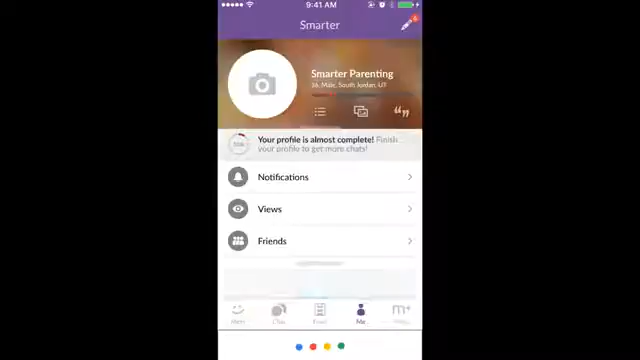 9:41 AM
Smarter
Smarter Parenting
36, Male, South Jordan, UT
Your profile is almost complete! Finish
your profile to get more chats!
Notifications
Views
Friends
Meet
Chat
Feed
Me